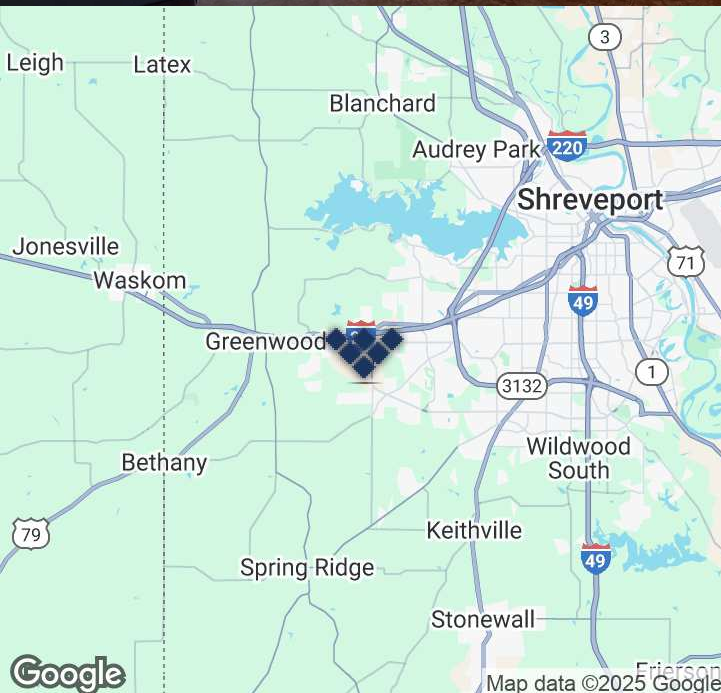 3
Leigh
Latex
Blanchard
Audrey Park
220
Shreveport
Jonesville
71
Waskom
49
Greenwood
3132
1
Wildwood
South
Bethany
79
Keithville
49
Spring Ridge
Stonewall
Frierson
Google
Map data ©2025 Google